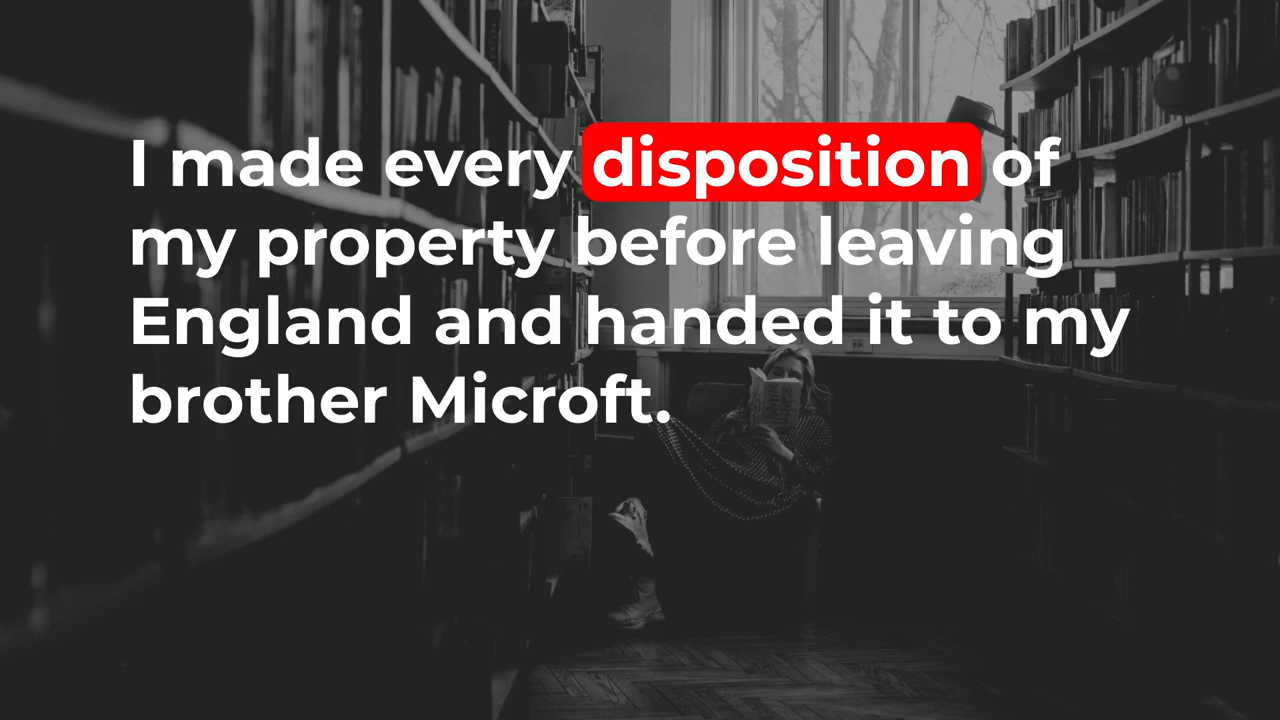 I made every disposition of
my property before leaving
England and handed it to my
brother Microft.